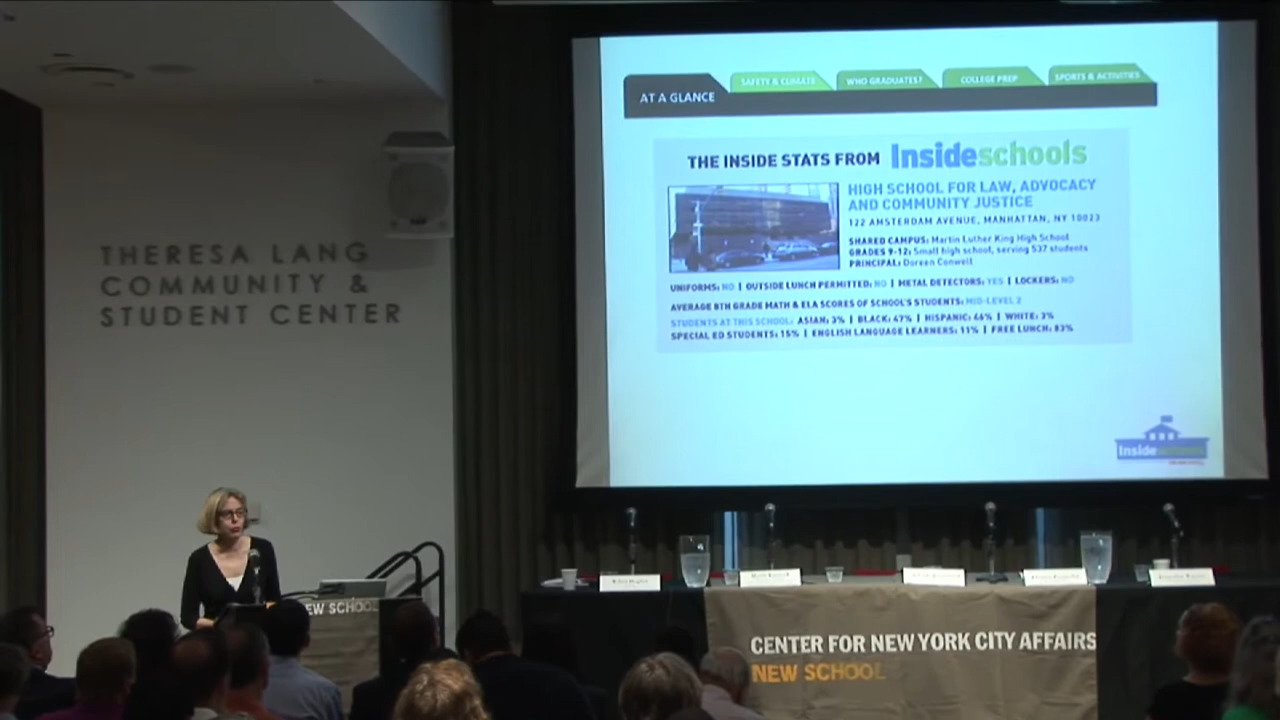 AT A GLANCE
SAFETY & CLIMATE
WHO GRADUATES?
COLLEGE PREP
SPORTS & ACTIVITIES
THE INSIDE STATS FROM Insideschools
HIGH SCHOOL FOR LAW, ADVOCACY
AND COMMUNITY JUSTICE
122 AMSTERDAM AVENUE, MANHATTAN, NY 10023
SHARED CAMPUS: Martin Luther King High School
GRADES 9-12: Small high school, serving 537 students
PRINCIPAL: Doreen Conwell
UNIFORMS: NO | OUTSIDE LUNCH PERMITTED: NO | METAL DETECTORS: YES | LOCKERS: NO
AVERAGE 8TH GRADE MATH & ELA SCORES OF SCHOOL'S STUDENTS: MID-LEVEL 2
STUDENTS AT THIS SCHOOL: ASIAN: 3% | BLACK: 47% | HISPANIC: 46% | WHITE: 3%
SPECIAL ED STUDENTS: 15% | ENGLISH LANGUAGE LEARNERS: 11% | FREE LUNCH: 83%
Insideschools
THERESA LANG
COMMUNITY &
STUDENT CENTER
EW SCHOOL
CENTER FOR NEW YORK CITY AFFAIRS
NEW SCHOOL